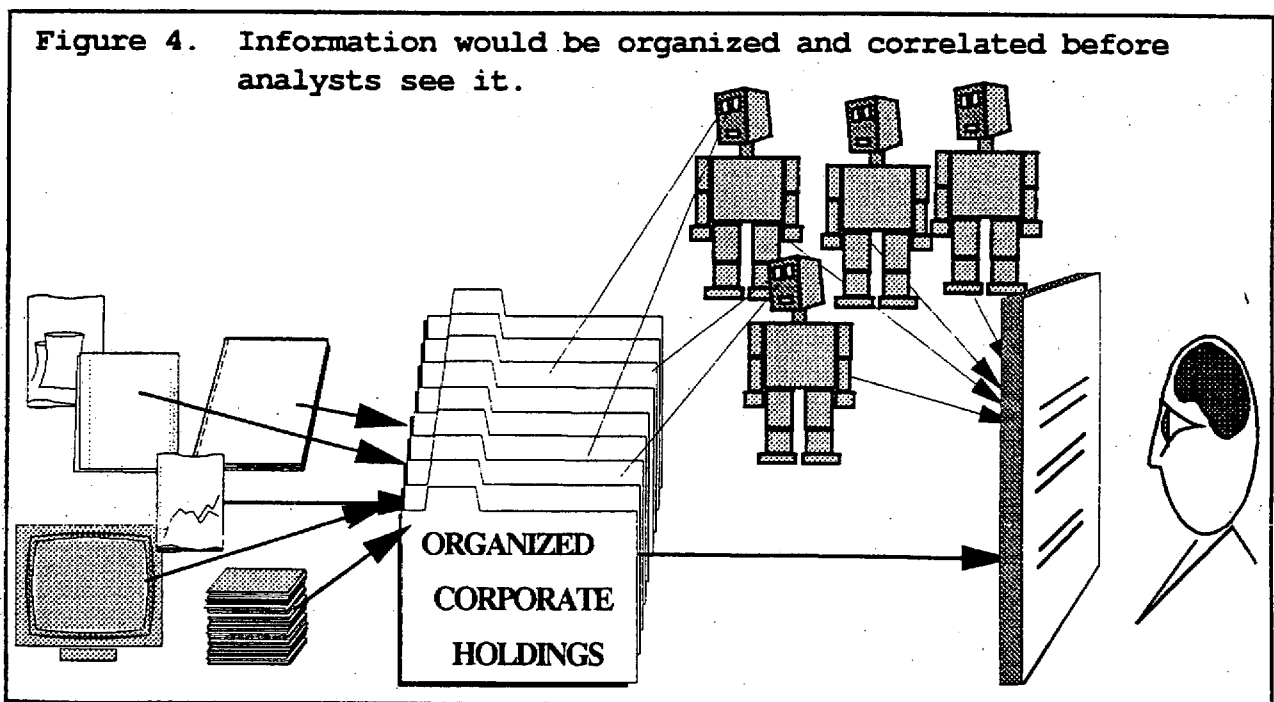 Figure 4. Information would be organized and correlated before
analysts see it.
ORGANIZED
CORPORATE
HOLDINGS